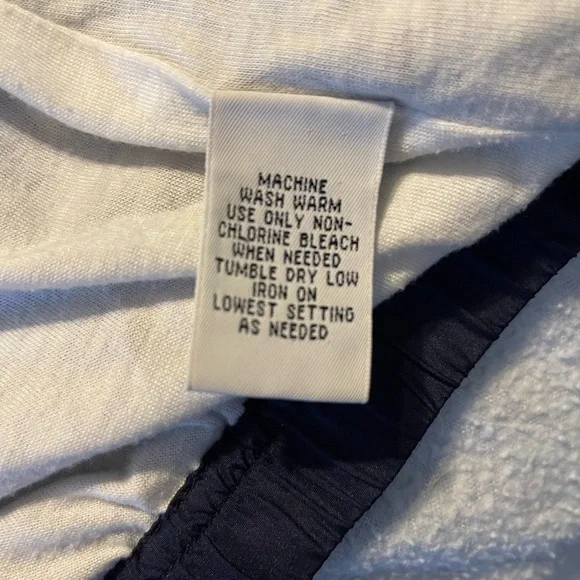 MACHINE
WASH WARM
USE ONLY NON-
CHLORINE BLEACH
WHEN NEEDED
TUMBLE DRY LOW
IRON ON
LOWEST SETTING
AS NEEDED